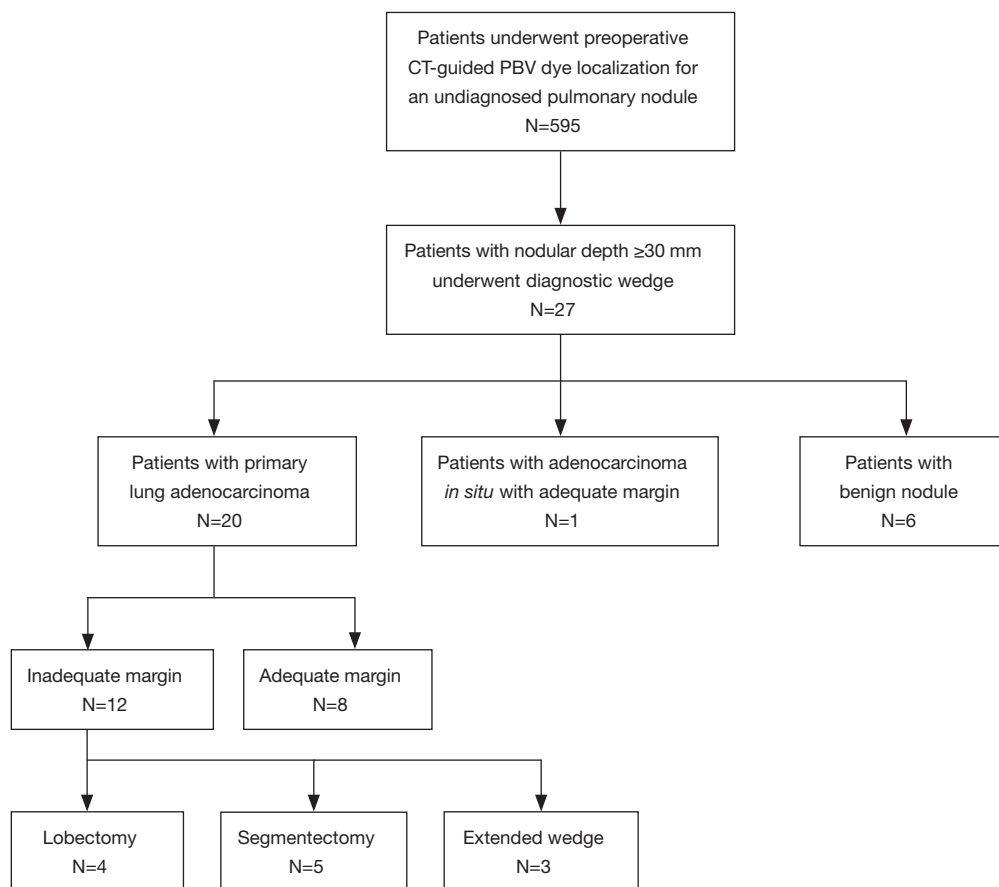 Patients underwent preoperative
CT-guided PBV dye localization for
an undiagnosed pulmonary nodule
N=595
Patients with nodular depth ≥30 mm
underwent diagnostic wedge
N=27
Patients with primary
lung adenocarcinoma
N=20
Patients with adenocarcinoma
in situ with adequate margin
N=1
Patients with
benign nodule
N=6
Inadequate margin
N=12
Adequate margin
N=8
Lobectomy
N=4
Segmentectomy
N=5
Extended wedge
N=3